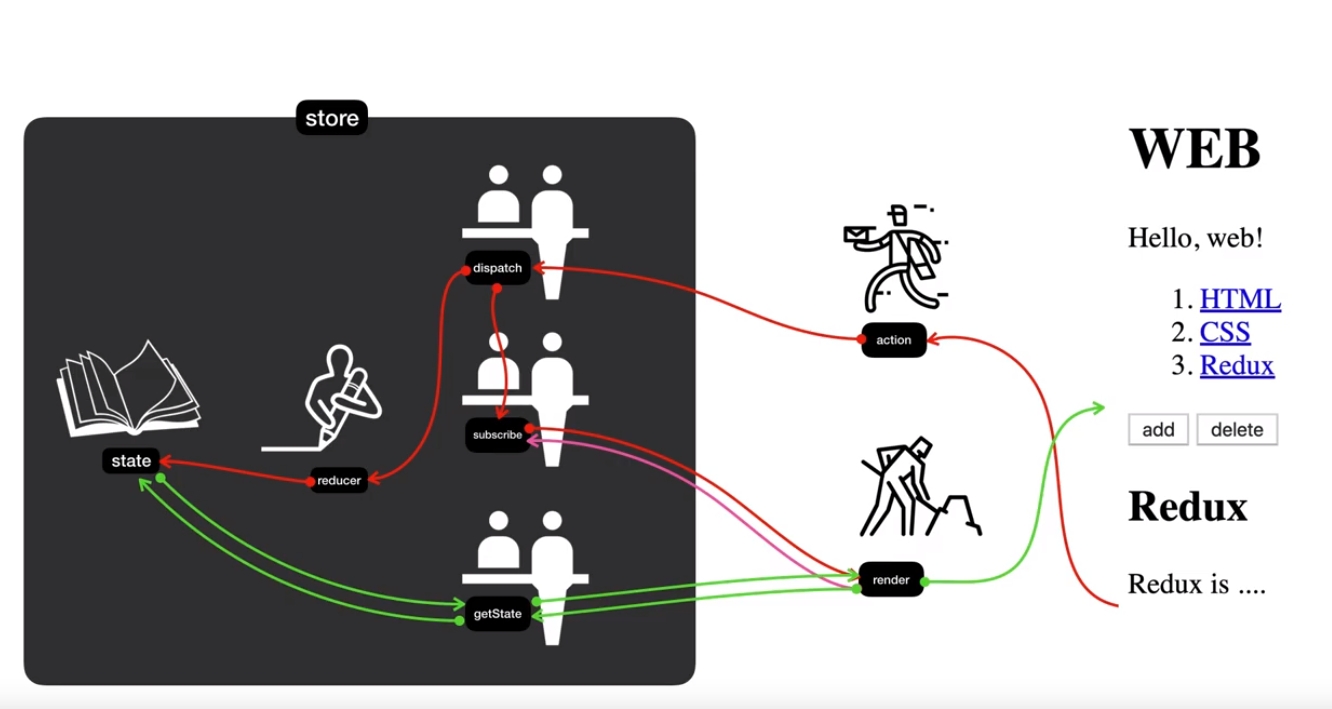 store
dispatch
subscribe
state
reducer
getState
action
render
WEB
Hello, web!
1. HTML
2. CSS
3. Redux
add delete
Redux
Redux is ....